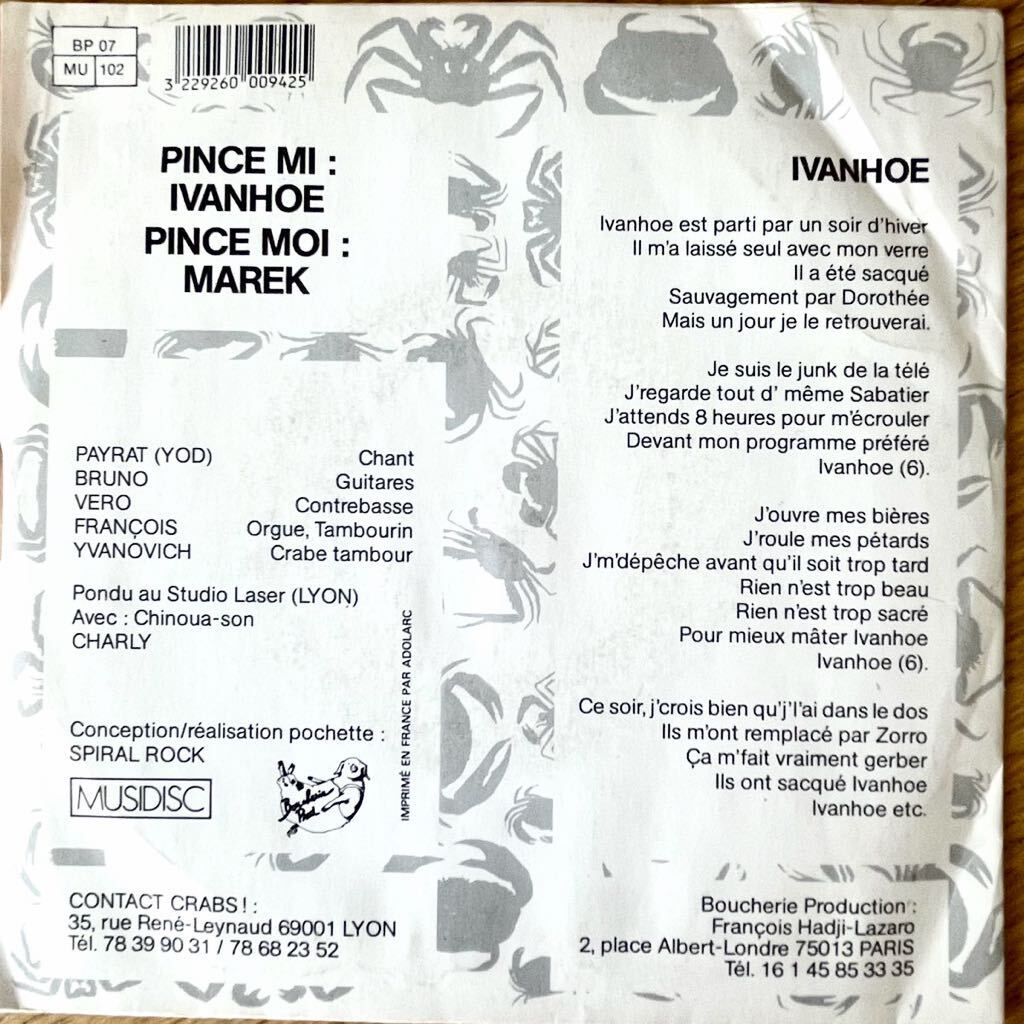 BP 07
MU 102
3 229260 009425
PINCE MI :
IVANHOE
PINCE MOI :
MAREK
PAYRAT (YOD) Chant
BRUNO Guitares
VERO Contrebasse
FRANÇOIS Orgue, Tambourin
YVANOVICH Crabe tambour
Pondu au Studio Laser (LYON)
Avec : Chinoua-son
CHARLY
Conception/réalisation pochette :
SPIRAL ROCK
MUSIDISC
Boucherie
Prod.
IMPRIMÉ EN FRANCE PAR ADOLARC
CONTACT CRABS ! :
35, rue René-Leynaud 69001 LYON
Tél. 78 39 90 31 / 78 68 23 52
IVANHOE
Ivanhoe est parti par un soir d'hiver
Il m'a laissé seul avec mon verre
Il a été sacqué
Sauvagement par Dorothée
Mais un jour je le retrouverai.
Je suis le junk de la télé
J'regarde tout d' même Sabatier
J'attends 8 heures pour m'écrouler
Devant mon programme préféré
Ivanhoe (6).
J'ouvre mes bières
J'roule mes pétards
J'm'dépêche avant qu'il soit trop tard
Rien n'est trop beau
Rien n'est trop sacré
Pour mieux mâter Ivanhoe
Ivanhoe (6).
Ce soir, j'crois bien qu'j'l'ai dans le dos
Ils m'ont remplacé par Zorro
Ça m'fait vraiment gerber
Ils ont sacqué Ivanhoe
Ivanhoe etc.
Boucherie Production :
François Hadji-Lazaro
2, place Albert-Londre 75013 PARIS
Tél. 16 1 45 85 33 35